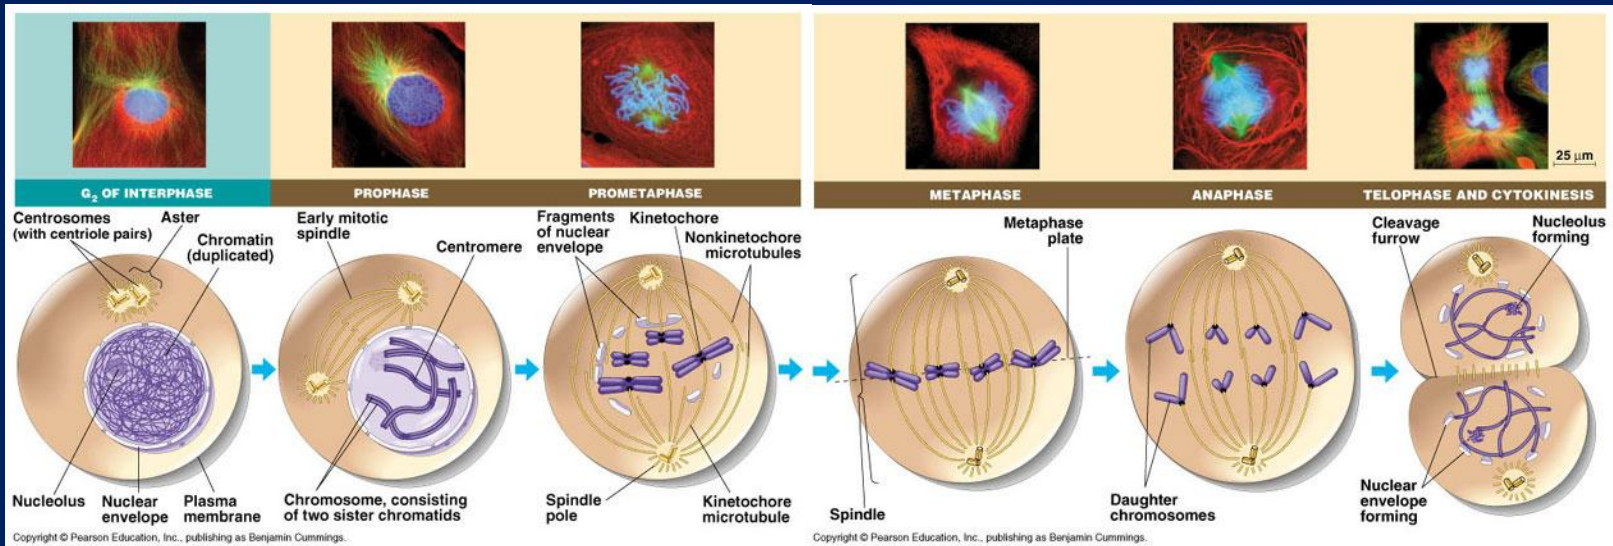 G₂ OF INTERPHASE
PROPHASE
PROMETAPHASE
METAPHASE
ANAPHASE
TELOPHASE AND CYTOKINESIS
25 μm
Centrosomes
(with centriole pairs)
Aster
Chromatin
(duplicated)
Nucleolus
Nuclear
envelope
Plasma
membrane
Early mitotic
spindle
Centromere
Chromosome, consisting
of two sister chromatids
Fragments
of nuclear
envelope
Kinetochore
Nonkinetochore
microtubules
Spindle
pole
Kinetochore
microtubule
Metaphase
plate
Spindle
Daughter
chromosomes
Cleavage
furrow
Nucleolus
forming
Nuclear
envelope
forming
Copyright © Pearson Education, Inc., publishing as Benjamin Cummings.
Copyright © Pearson Education, Inc., publishing as Benjamin Cummings.